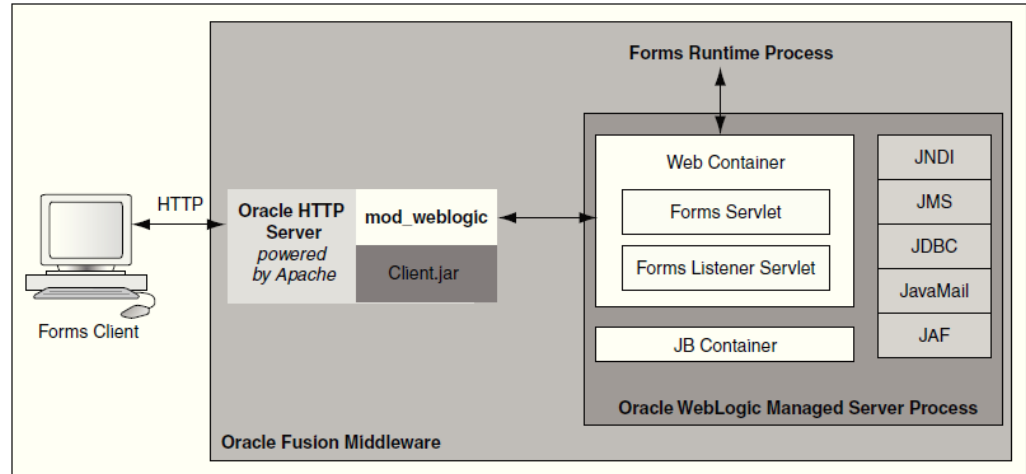 Forms Runtime Process
Web Container
JNDI
Forms Servlet
JMS
HTTP
Oracle HTTP
Server
powered
by Apache
mod_weblogic
Client.jar
Forms Listener Servlet
JDBC
JavaMail
Forms Client
JB Container
JAF
Oracle WebLogic Managed Server Process
Oracle Fusion Middleware